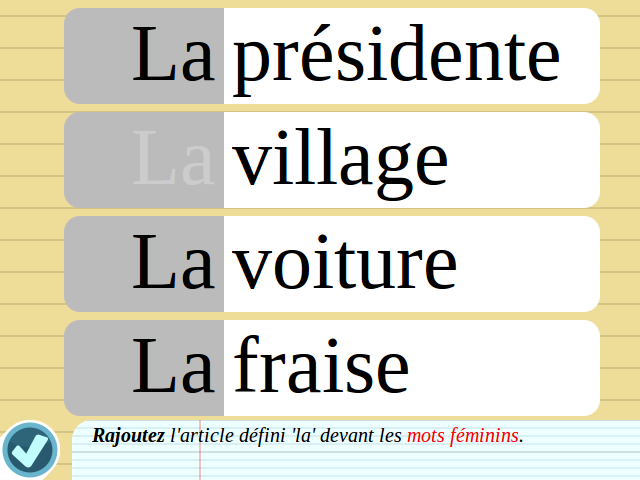 La présidente
La village
La voiture
La fraise
Rajoutez l'article défini 'la' devant les mots féminins.